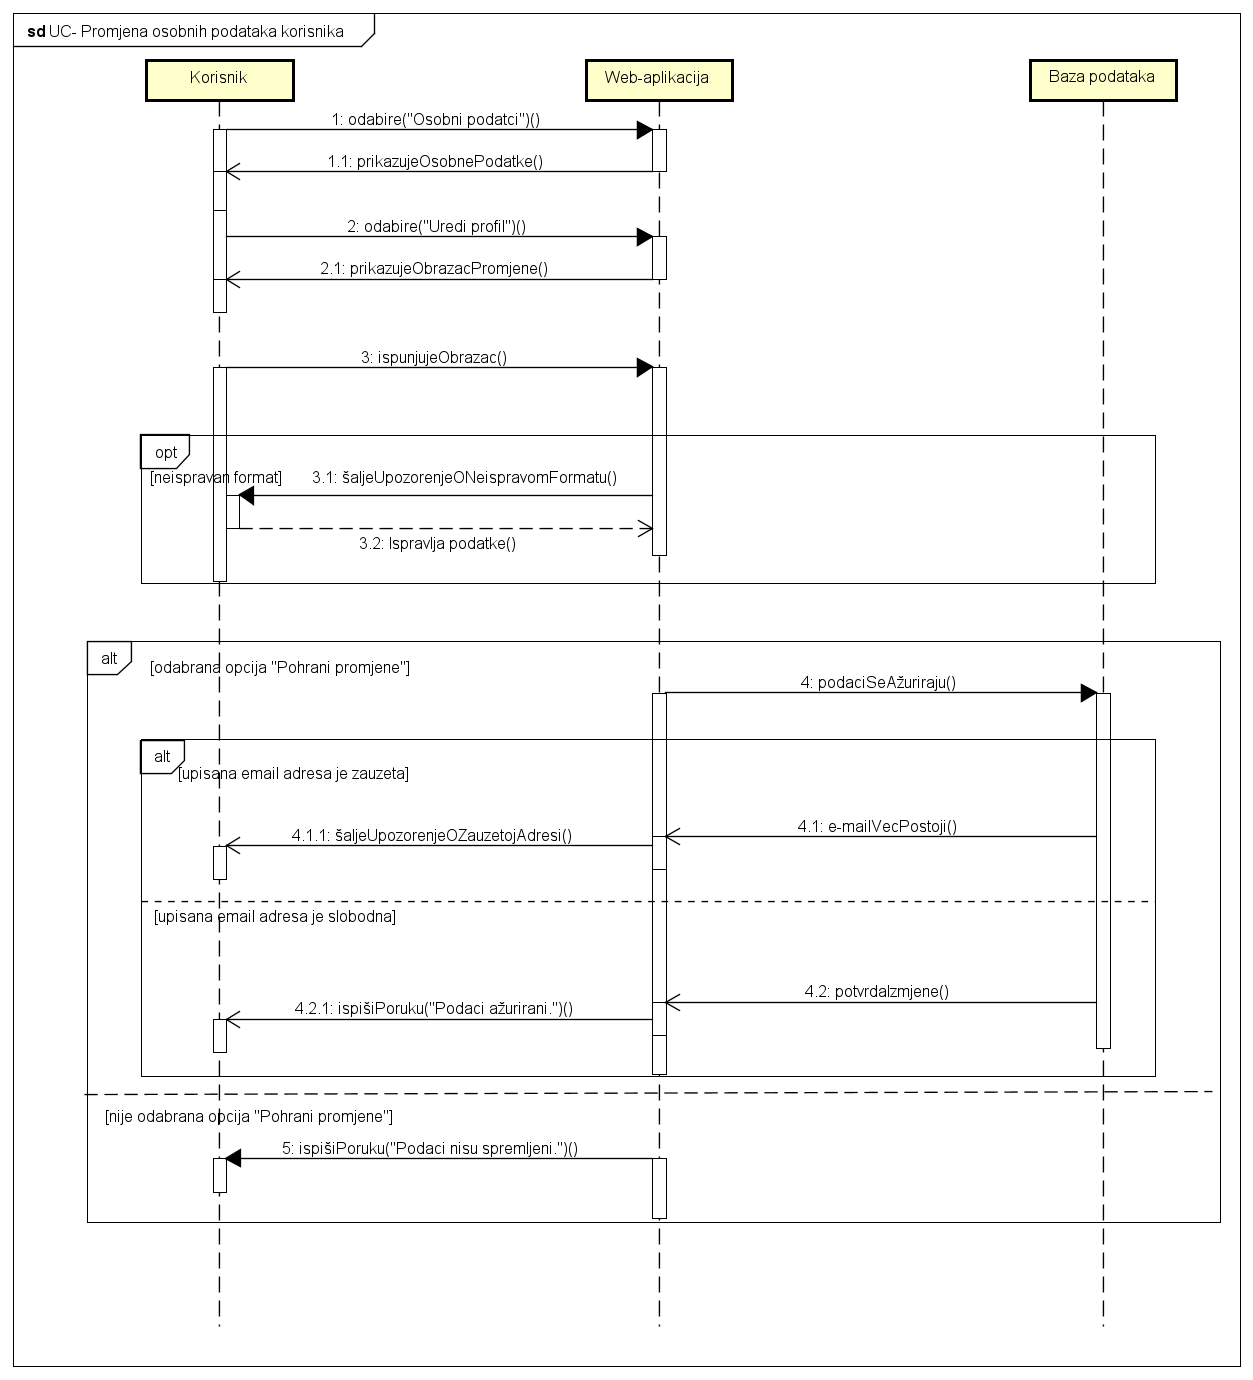 sd UC- Promjena osobnih podataka korisnika
Korisnik
Web-aplikacija
Baza podataka
1: odabire("Osobni podatci")()
1.1: prikazujeOsobnePodatke()
2: odabire("Uredi profil")()
2.1: prikazujeObrazacPromjene()
3: ispunjujeObrazac()
opt
[neispravan format]
3.1: šaljeUpozorenjeONeispravomFormatu()
3.2: Ispravlja podatke()
alt
[odabrana opcija "Pohrani promjene"]
4: podaciSeAžuriraju()
alt
[upisana email adresa je zauzeta]
4.1: e-mailVecPostoji()
4.1.1: šaljeUpozorenjeOZauzetojAdresi()
[upisana email adresa je slobodna]
4.2: potvrdaIzmjene()
4.2.1: ispišiPoruku("Podaci ažurirani.")()
[nije odabrana opcija "Pohrani promjene"]
5: ispišiPoruku("Podaci nisu spremljeni.")()